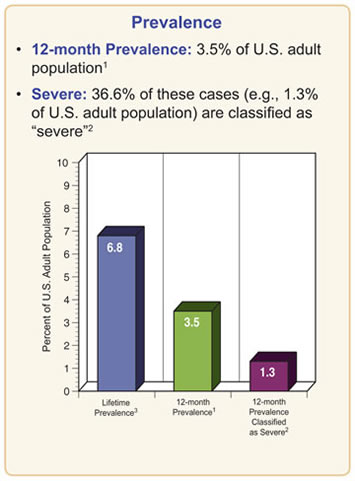 Prevalence
• 12-month Prevalence: 3.5% of U.S. adult
population¹
• Severe: 36.6% of these cases (e.g., 1.3%
of U.S. adult population) are classified as
“severe”²
Percent of U.S. Adult Population
10
9
8
7
6
5
4
3
2
1
0
6.8
3.5
1.3
Lifetime
Prevalence³
12-month
Prevalence¹
12-month
Prevalence
Classified
as Severe²